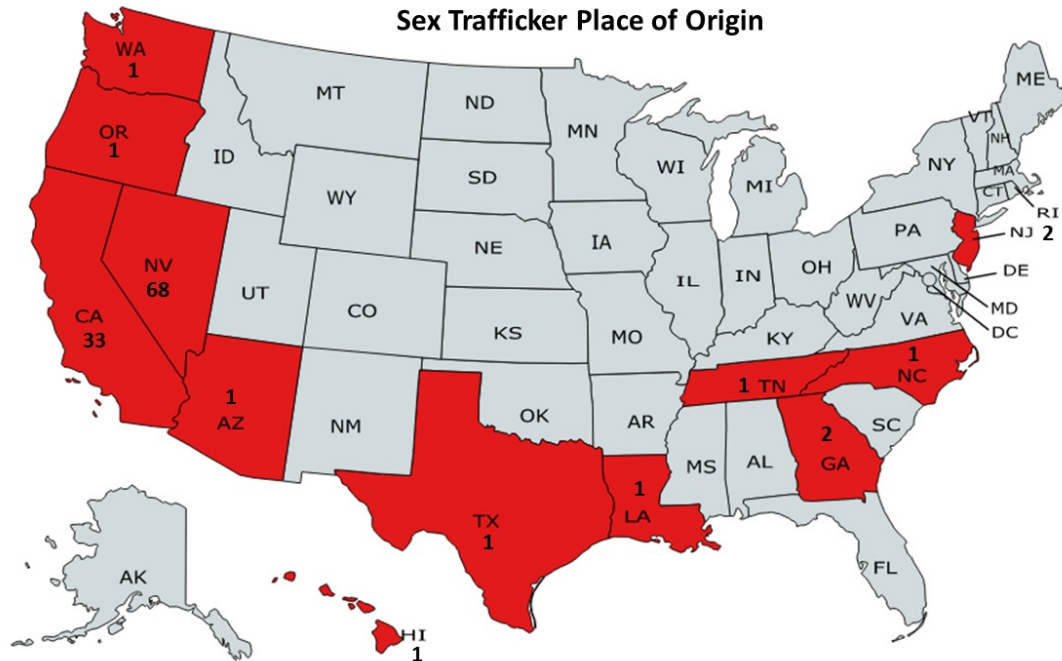 Sex Trafficker Place of Origin
WA
1
MT
ND
MN
ME
OR
1
ID
WY
SD
WI
MI
NY
VT
NH
MA
CT
RI
NJ 2
NV
68
CA
33
UT
CO
NE
IA
KS
MO
IL
IN
OH
PA
WV
VA
KY
DE
MD
DC
1
AZ
NM
OK
AR
1 TN
1
NC
SC
2
GA
MS
AL
1
LA
TX
1
FL
AK
HI
1